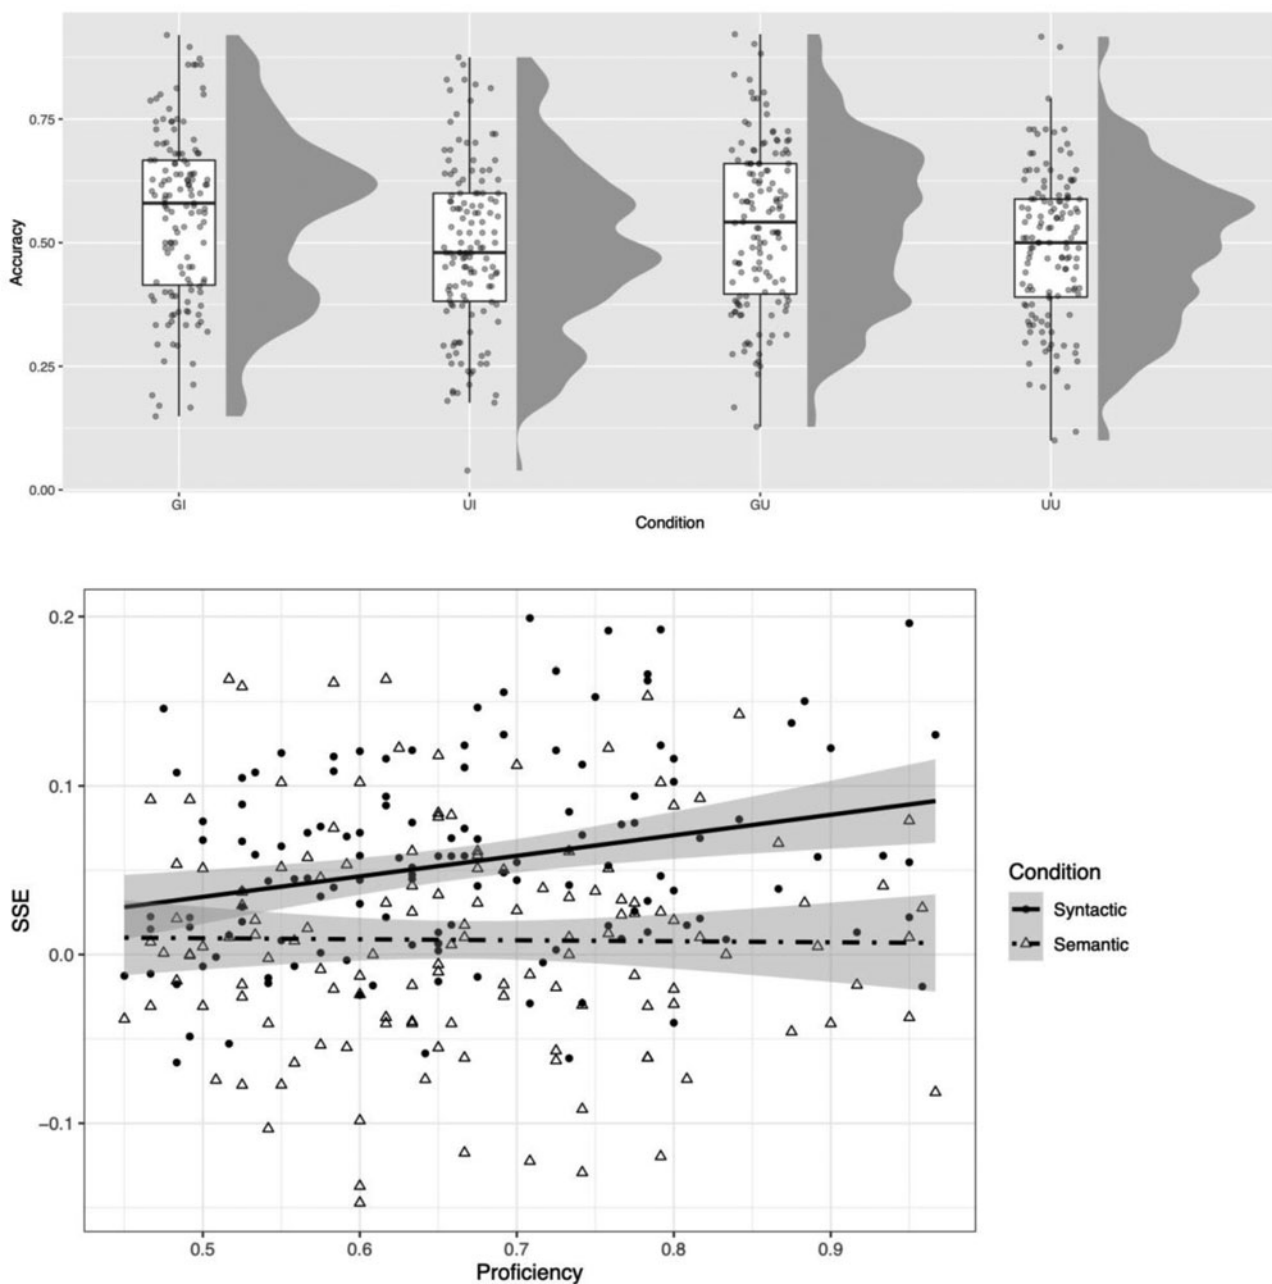 0.75
0.50
0.25
0.00
Accuracy
GI UI GU UU
Condition
0.2
0.1
0.0
−0.1
SSE
0.5 0.6 0.7 0.8 0.9
Proficiency
Condition
Syntactic
Semantic